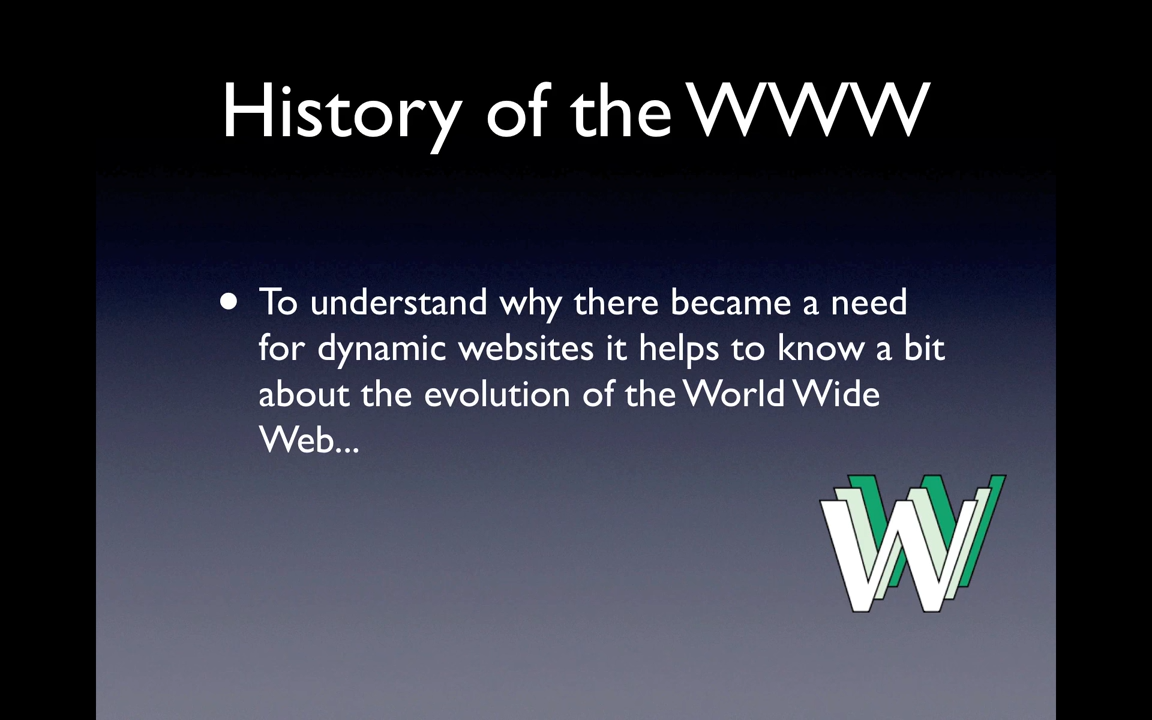 History of the WWW
• To understand why there became a need
for dynamic websites it helps to know a bit
about the evolution of the World Wide
Web...
WWW